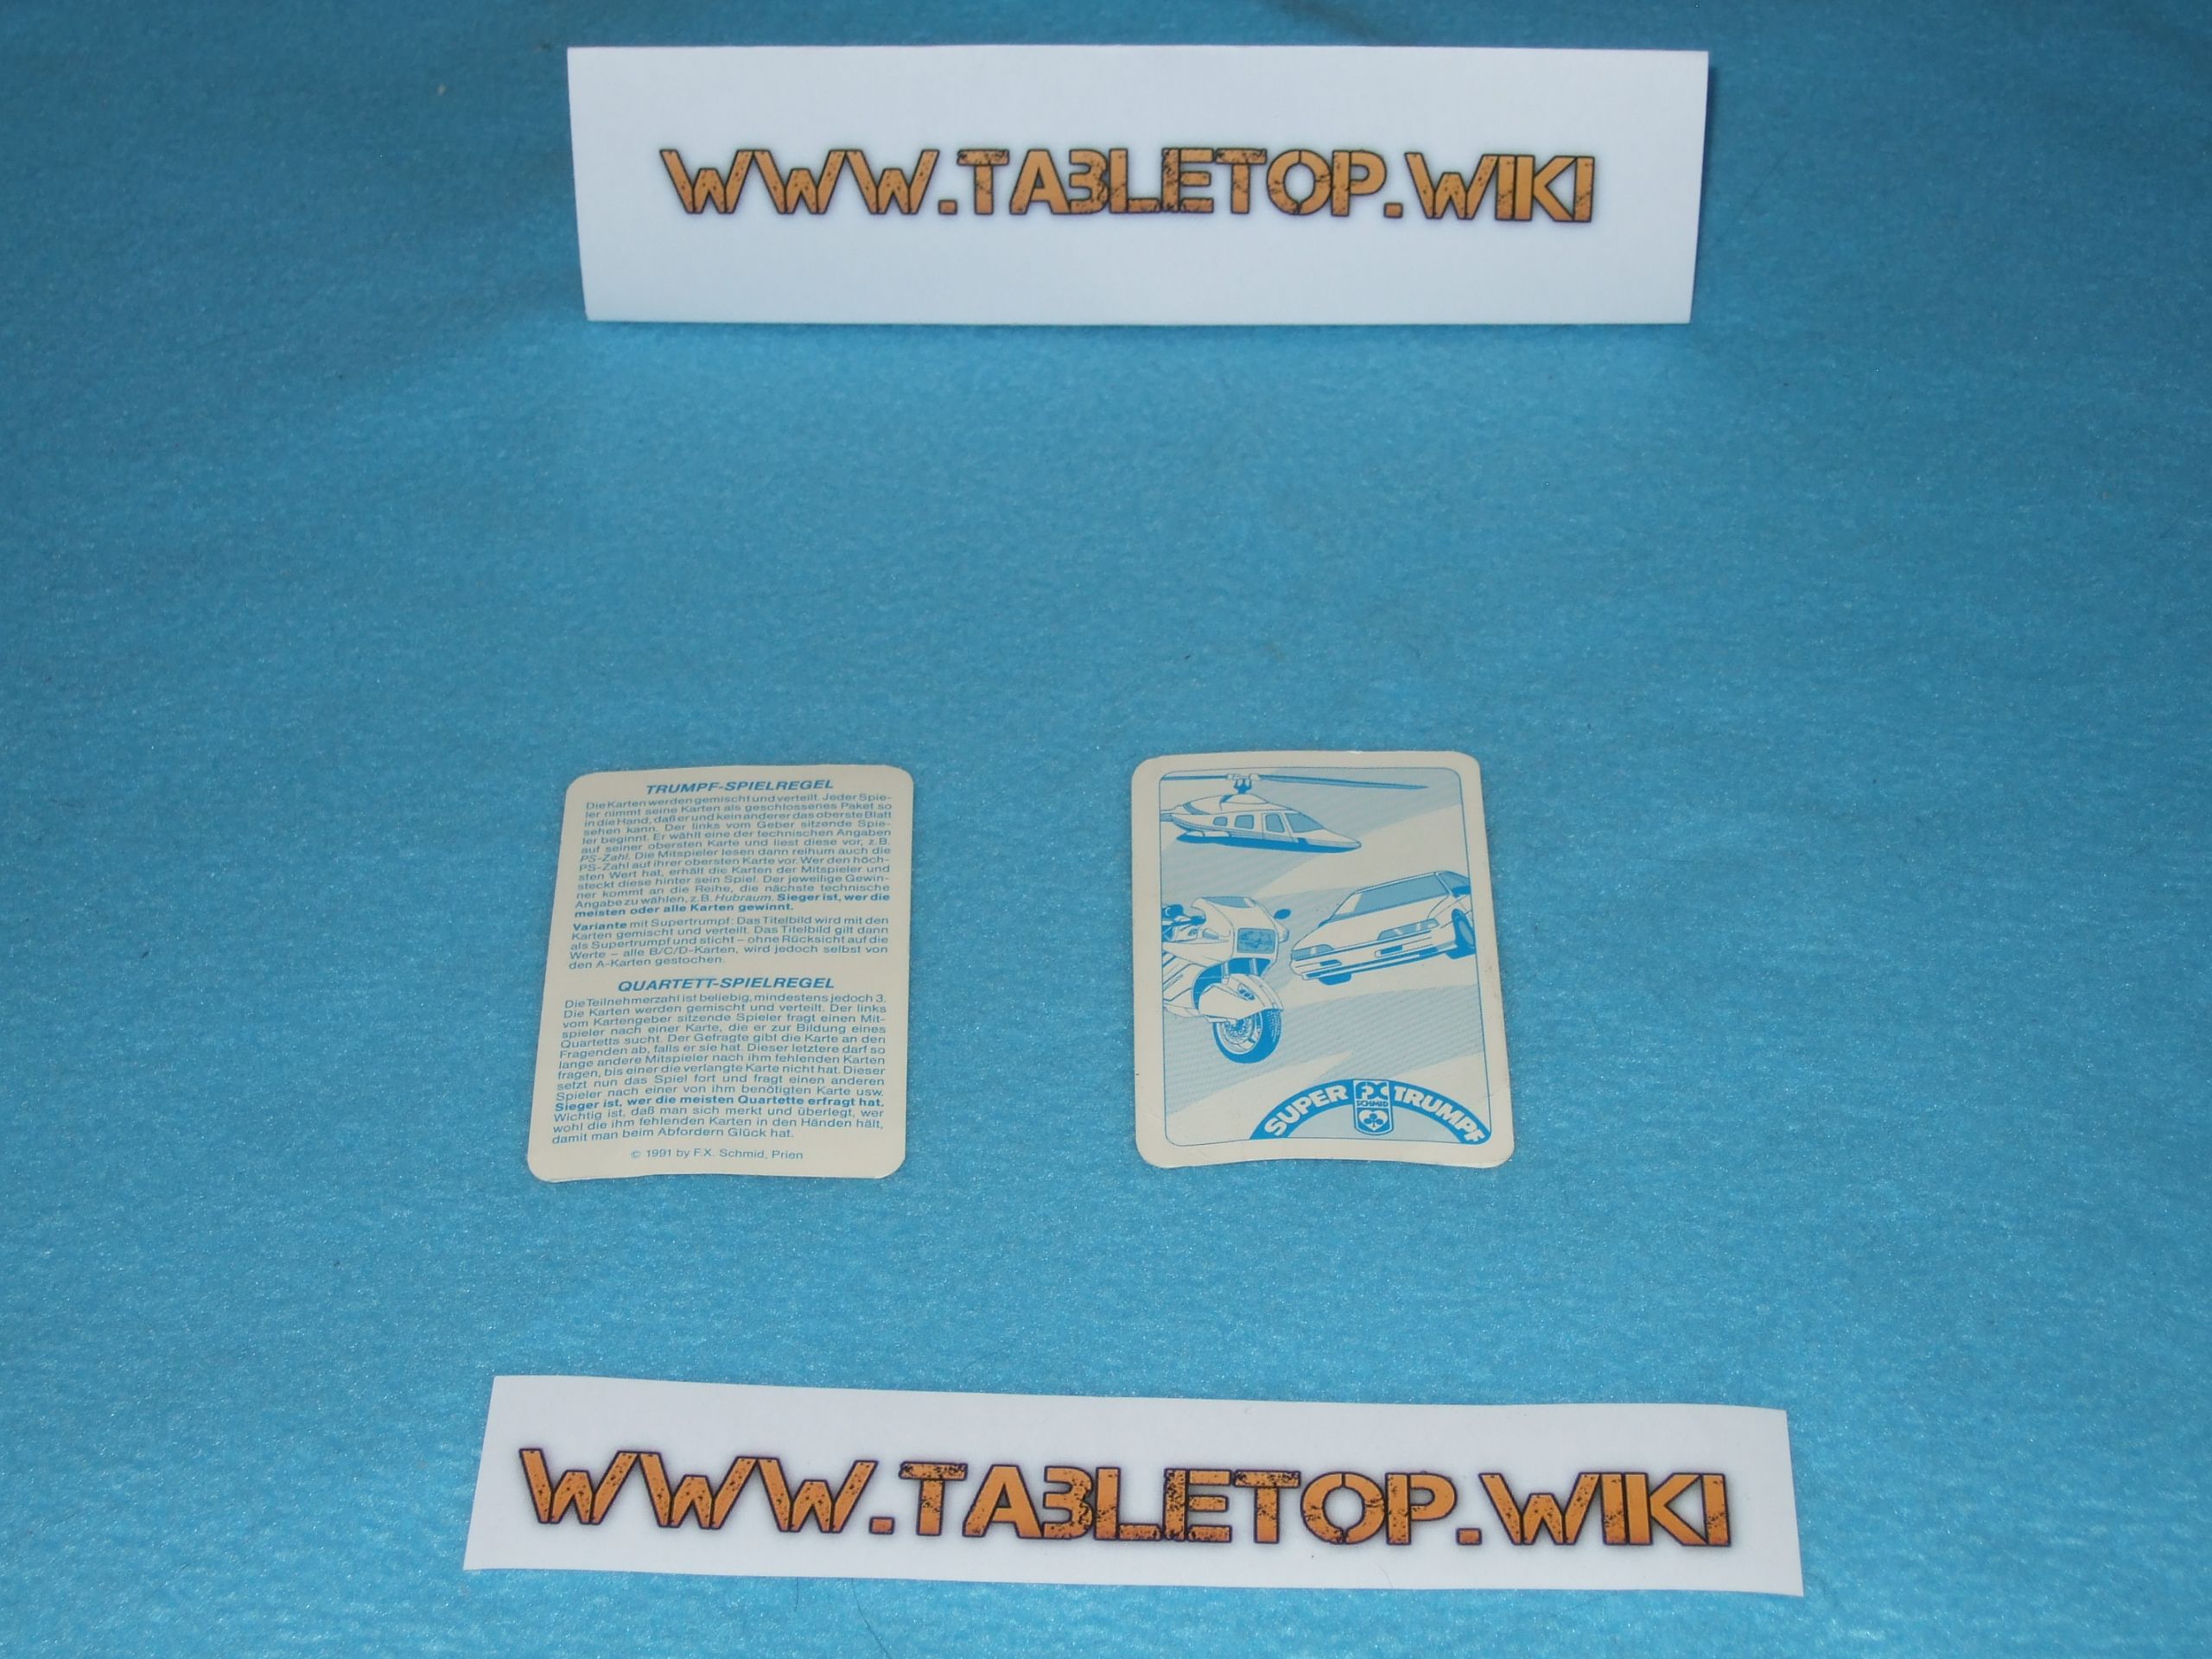 WWW.TABLETOP.WIKI
TRUMPF-SPIELREGEL
Die Karten werden gemischt und verteilt. Jeder Spie-
ler nimmt seine Karten als geschlossenes Paket so
in die Hand, daß er und kein anderer das oberste Blatt
sehen kann. Der links vom Geber sitzende Spie-
ler beginnt. Er wählt eine der technischen Angaben
auf seiner obersten Karte und liest diese vor, z.B.
PS-Zahl. Die Mitspieler lesen dann reihum auch die
PS-Zahl auf ihrer obersten Karte vor. Wer den höch-
sten Wert hat, erhält die Karten der Mitspieler und
steckt diese hinter sein Spiel. Der jeweilige Gewin-
ner kommt an die Reihe, die nächste technische
Angabe zu wählen, z.B. Hubraum. Sieger ist, wer die
meisten oder alle Karten gewinnt.
Variante mit Supertrumpf: Das Titelbild wird mit den
Karten gemischt und verteilt. Das Titelbild gilt dann
als Supertrumpf und sticht – ohne Rücksicht auf die
Werte – alle B/C/D-Karten, wird jedoch selbst von
den A-Karten gestochen.
QUARTETT-SPIELREGEL
Die Teilnehmerzahl ist beliebig, mindestens jedoch 3.
Die Karten werden gemischt und verteilt. Der links
vom Kartengeber sitzende Spieler fragt einen Mit-
spieler nach einer Karte, die er zur Bildung eines
Quartetts sucht. Der Gefragte gibt die Karte an den
Fragenden ab, falls er sie hat. Dieser letztere darf so
lange andere Mitspieler nach ihm fehlenden Karten
fragen, bis einer die verlangte Karte nicht hat. Dieser
setzt nun das Spiel fort und fragt einen anderen
Spieler nach einer von ihm benötigten Karte usw.
Sieger ist, wer die meisten Quartette erfragt hat.
Wichtig ist, daß man sich merkt und überlegt, wer
wohl die ihm fehlenden Karten in den Händen hält,
damit man beim Abfordern Glück hat.
© 1991 by F.X. Schmid, Prien
SUPER FX SCHMID TRUMPF
WWW.TABLETOP.WIKI